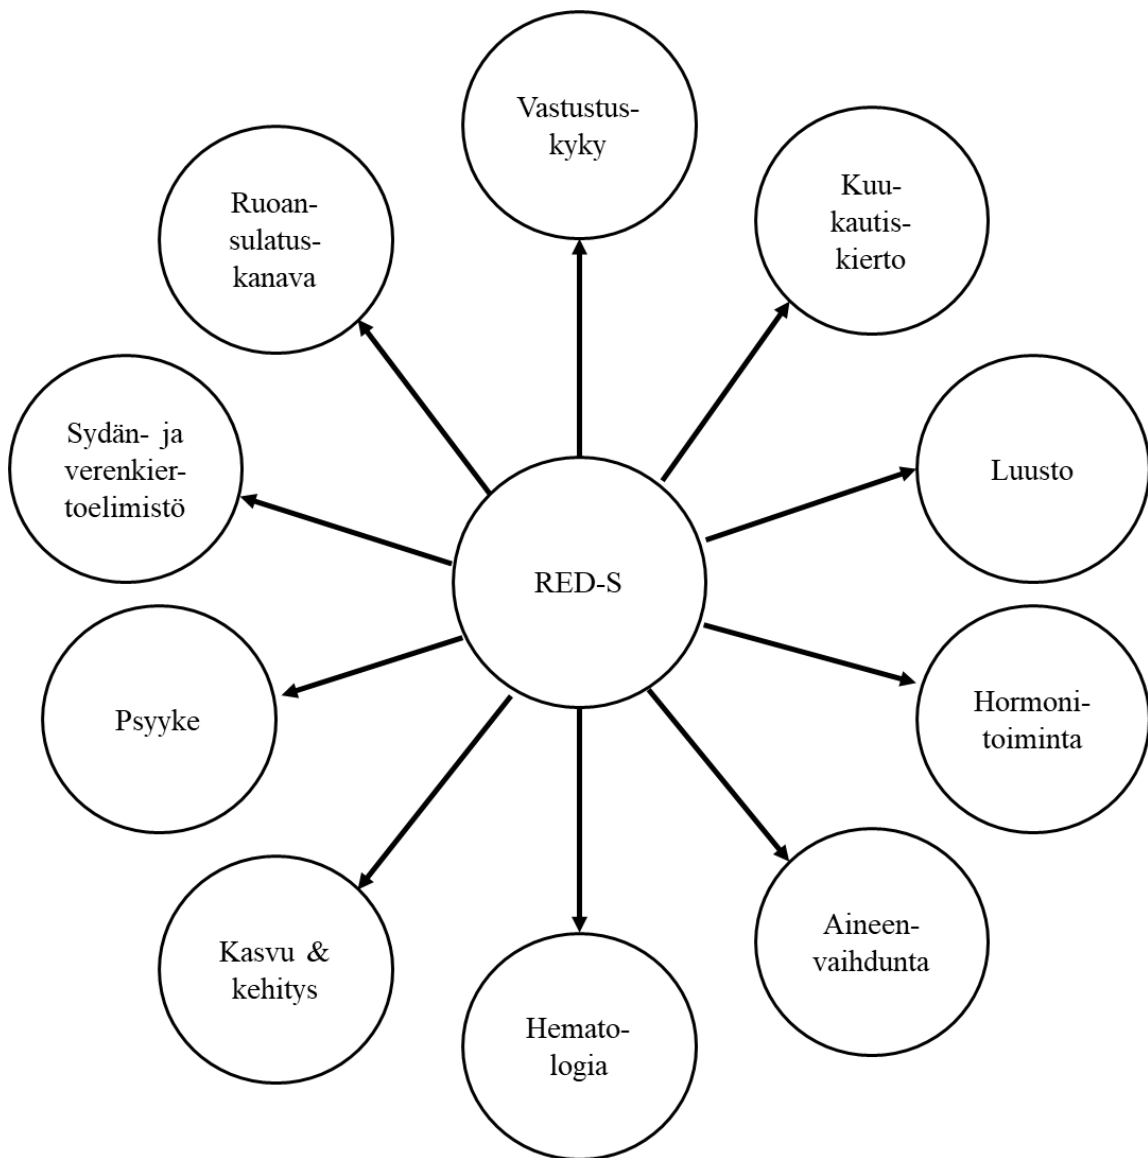 Vastustus-
kyky
Kuu-
kautis-
kierto
Ruoan-
sulatus-
kanava
Sydän- ja
verenkier-
toelimistö
Luusto
RED-S
Psyyke
Hormoni-
toiminta
Aineen-
vaihdunta
Kasvu &
kehitys
Hemato-
logia